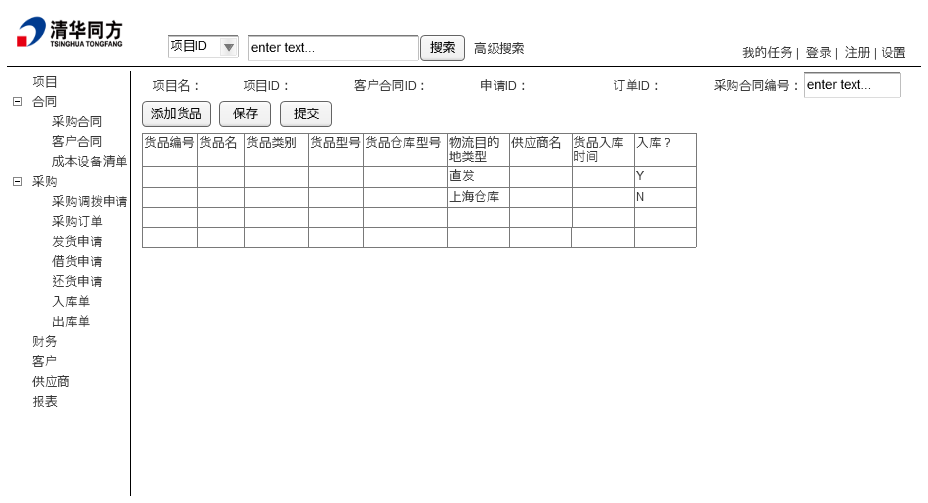 清华同方
TSINGHUA TONGFANG
项目ID
enter text...
搜索
高级搜索
我的任务 | 登录 | 注册 | 设置
项目
合同
采购合同
客户合同
成本设备清单
采购
采购调拨申请
采购订单
发货申请
借货申请
还货申请
入库单
出库单
财务
客户
供应商
报表
项目名： 项目ID： 客户合同ID： 申请ID： 订单ID： 采购合同编号： enter text...
添加货品 保存 提交
货品编号 货品名 货品类别 货品型号 货品仓库型号 物流目的地类型 供应商名 货品入库时间 入库？
直发 Y
上海仓库 N